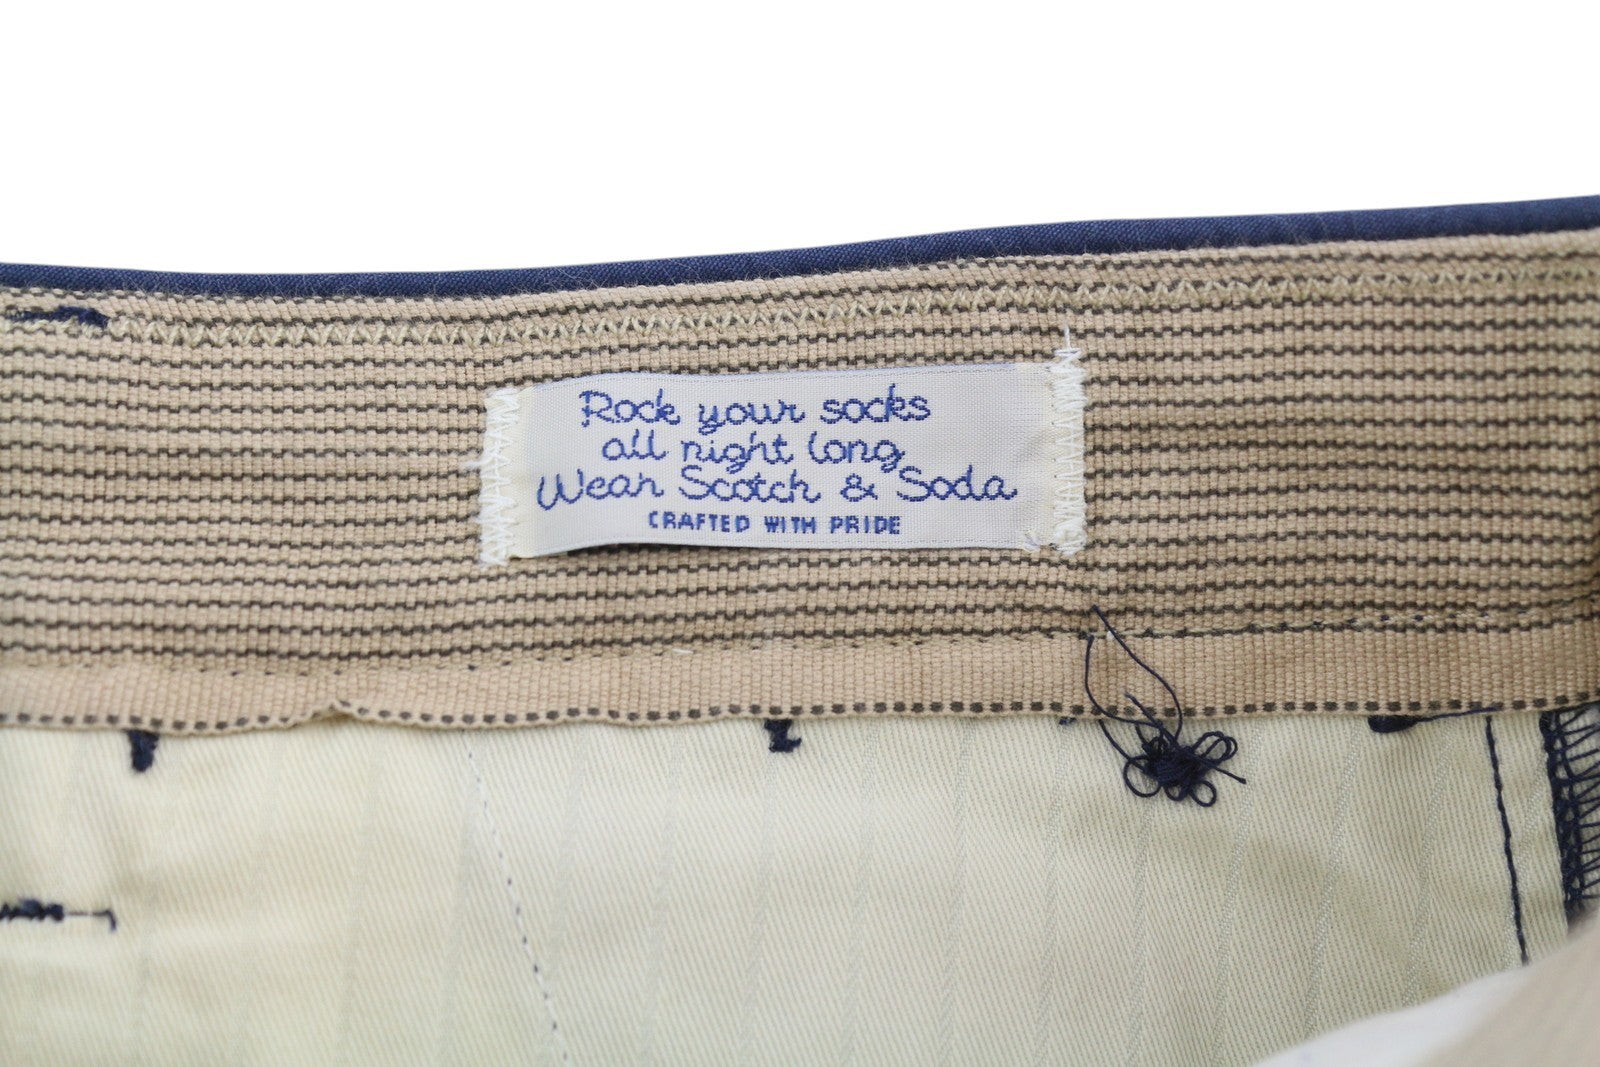 Rock your socks
all night long
Wear Scotch & Soda
CRAFTED WITH PRIDE